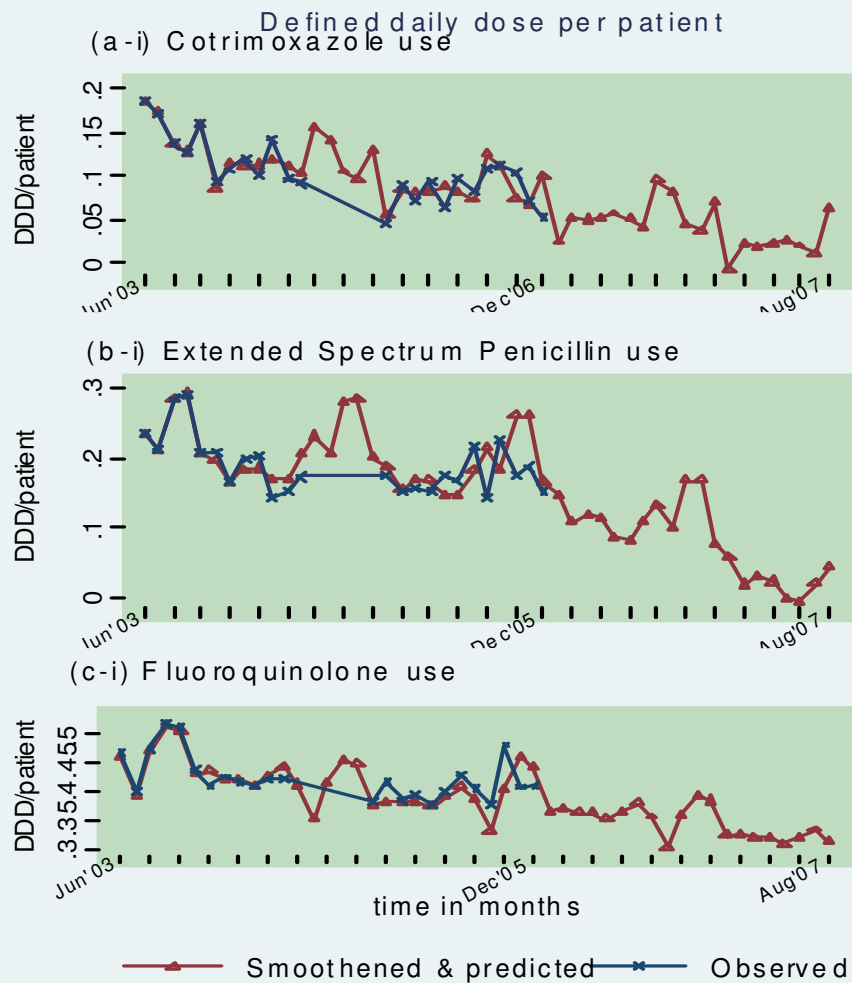 Defined daily dose per patient
(a-i) Cotrimoxazole use
DDD/patient
.2
.15
.1
.05
0
Jun'03
Dec'06
Aug'07
(b-i) Extended Spectrum Penicillin use
DDD/patient
.3
.2
.1
0
Jun'03
Dec'05
Aug'07
(c-i) Fluoroquinolone use
DDD/patient
.3.35.4.455
Jun'03
Dec'05
Aug'07
time in months
Smoothened & predicted
Observed